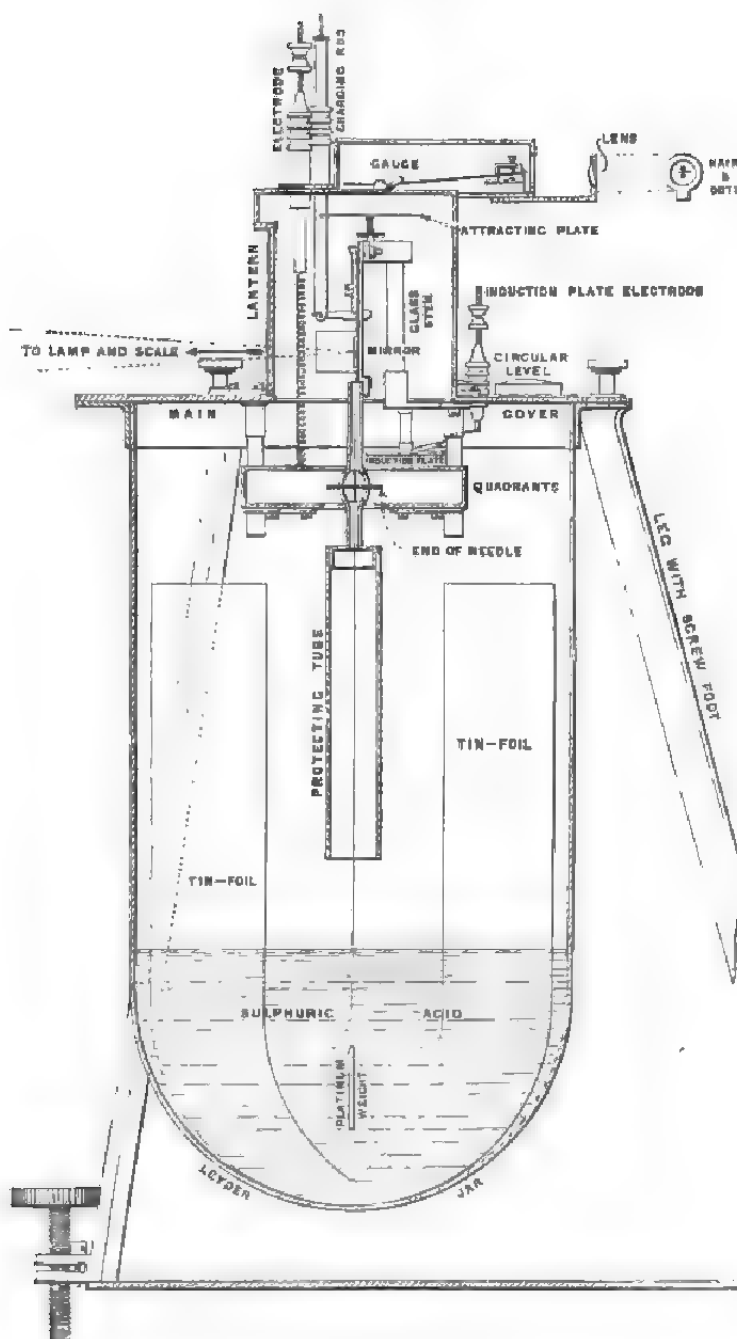 ELECTRODE
CHARGING ROD
GAUGE
LENS
HAIR
&
ATTRACTING PLATE
LANTERN
GLASS
STEM
INDUCTION PLATE ELECTRODE
TO LAMP AND SCALE
MIRROR
CIRCULAR
LEVEL
MAIN
COVER
INDUCTION PLATE
QUADRANTS
END OF NEEDLE
LEG WITH SCREW FOOT
PROTECTING TUBE
TIN-FOIL
TIN-FOIL
SULPHURIC ACID
PLATINUM
WEIGHT
LEYDEN JAR